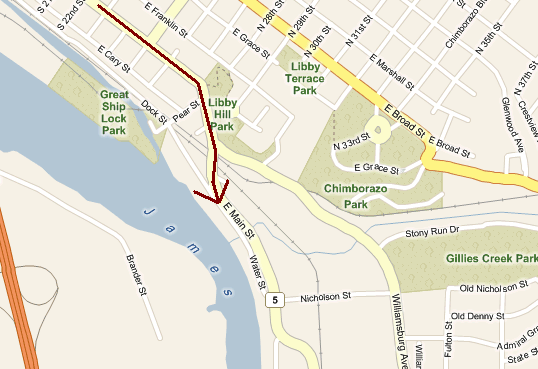 S 2
S 22nd St
E Franklin St
N 28th St
N 29th St
N 30th St
N 31st St
Chimborazo Bl
N 35th St
N 37th St
Crestview
Glenwood Ave
E Cary St
E Grace St
Libby
Terrace
Park
E Marshall St
Great
Ship
Lock
Park
Dock St
Pear St
Libby
Hill
Park
E Broad St
E Broad St
N 33rd St
E Grace St
Chimborazo
Park
James
E Main St
Water St
Brander St
5
Stony Run Dr
Gillies Creek Park
Nicholson St
Old Nicholson St
Old Denny St
Williamsburg Ave
William
Fulton St
Admiral Gra
State St